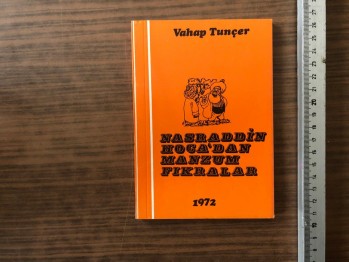 Vahap Tunçer
NASRADDİN
HOCA'DAN
MANZUM
FIKRALAR
1972